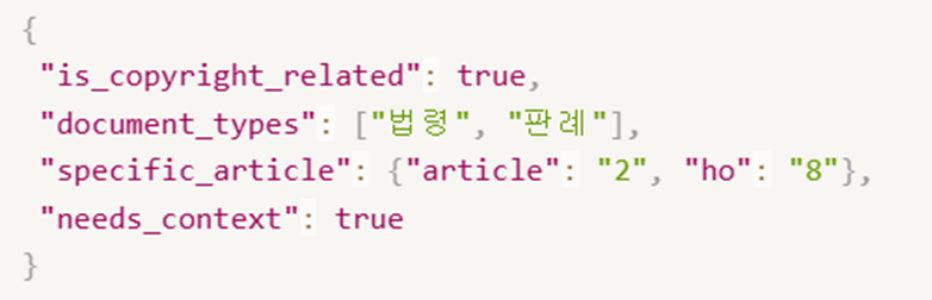 {
"is_copyright_related": true,
"document_types": ["법령", "판례"],
"specific_article": {"article": "2", "ho": "8"},
"needs_context": true
}